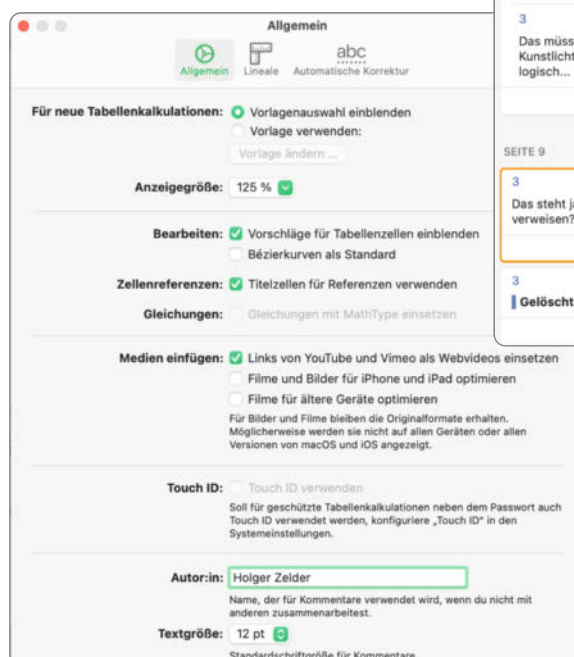 Allgemein
Allgemein Lineale abc Automatische Korrektur
Für neue Tabellenkalkulationen: Vorlagenauswahl einblenden
Vorlage verwenden:
Vorlage ändern ...
Anzeigegröße: 125 %
Bearbeiten: Vorschläge für Tabellenzellen einblenden
Bézierkurven als Standard
Zellenreferenzen: Titelzellen für Referenzen verwenden
Gleichungen: Gleichungen mit MathType einsetzen
Medien einfügen: Links von YouTube und Vimeo als Webvideos einsetzen
Filme und Bilder für iPhone und iPad optimieren
Filme für ältere Geräte optimieren
Für Bilder und Filme bleiben die Originalformate erhalten.
Möglicherweise werden sie nicht auf allen Geräten oder allen
Versionen von macOS und iOS angezeigt.
Touch ID: Touch ID verwenden
Soll für geschützte Tabellenkalkulationen neben dem Passwort auch
Touch ID verwendet werden, konfiguriere „Touch ID" in den
Systemeinstellungen.
Autor:in: Holger Zelder
Name, der für Kommentare verwendet wird, wenn du nicht mit
anderen zusammenarbeitest.
Textgröße: 12 pt
Standardschriftgröße für Kommentare
3
Das müss
Kunstlicht
logisch...
SEITE 9
3
Das steht j
verweisen?
3
Gelöscht